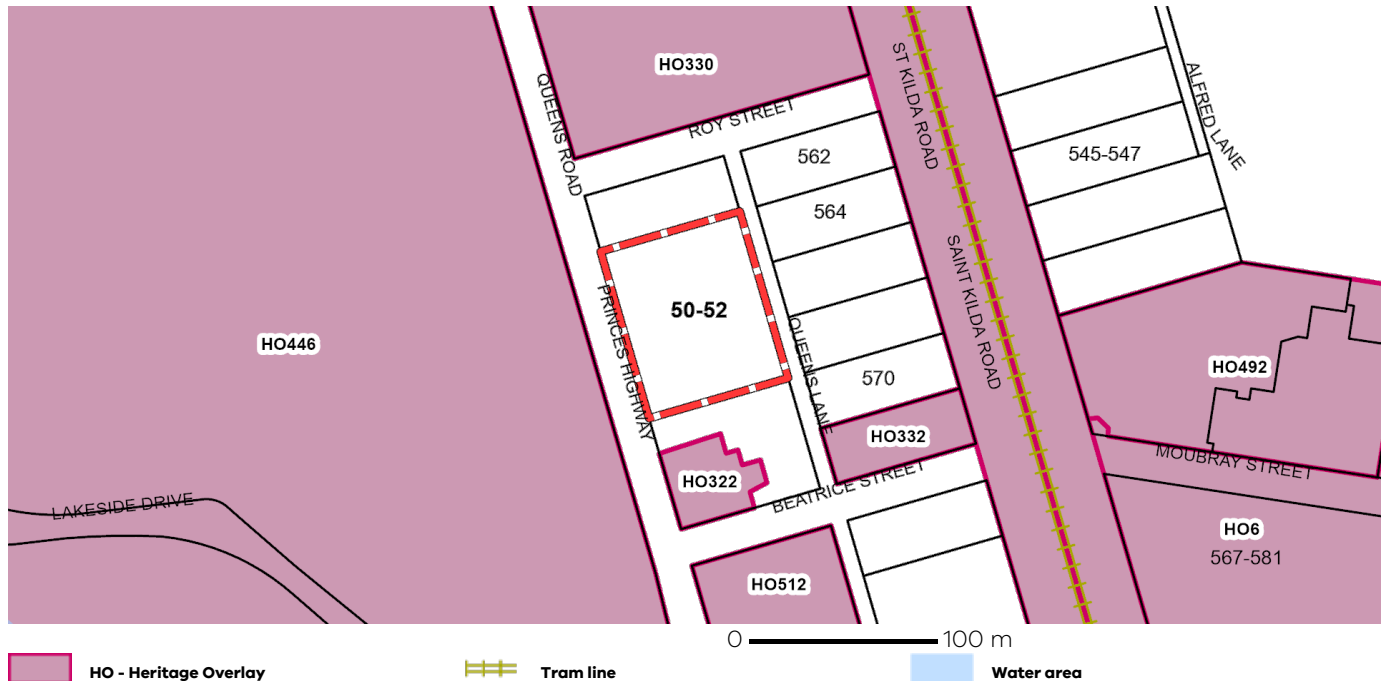 HO330
QUEENS ROAD
ROY STREET
ST KILDA ROAD
ALFRED LANE
562
545-547
564
SAINT KILDA ROAD
50-52
PRINCES HIGHWAY
QUEENS LANE
HO446
HO492
570
HO332
MOUBRAY STREET
HO322
BEATRICE STREET
LAKESIDE DRIVE
HO6
567-581
HO512
0 100 m
HO - Heritage Overlay
Tram line
Water area